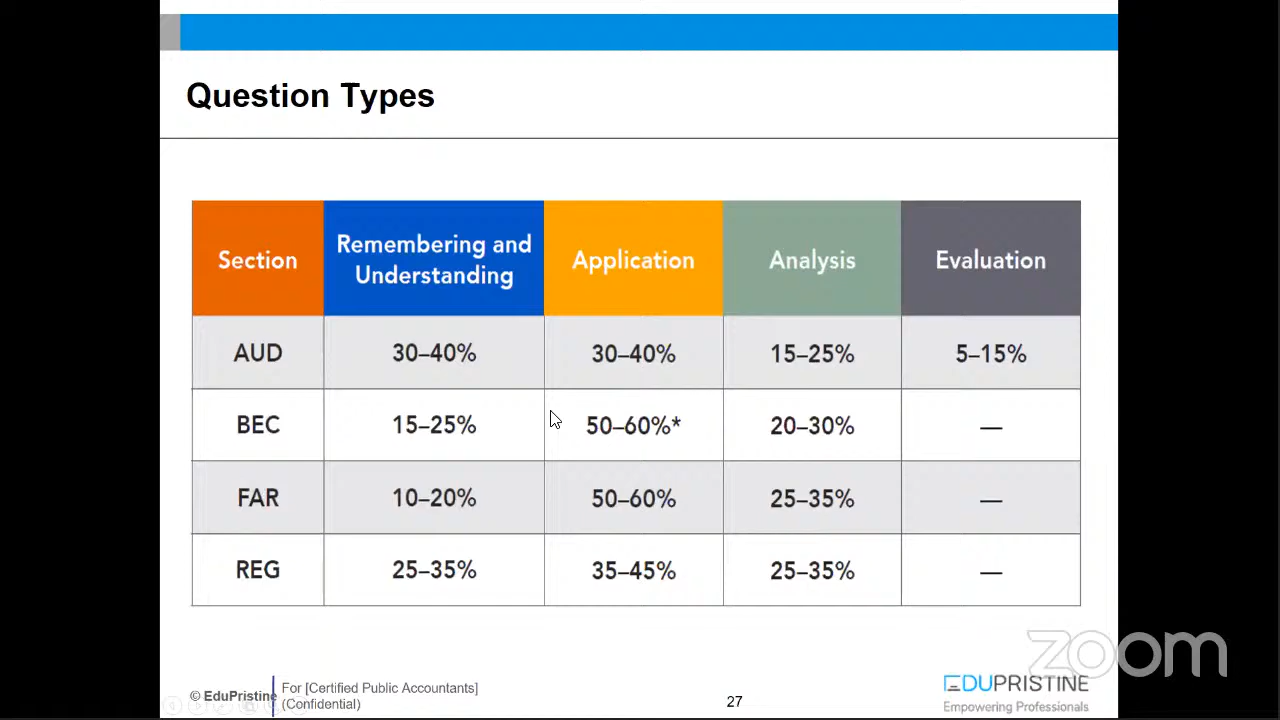 Question Types
Section
Remembering and
Understanding
Application
Analysis
Evaluation
AUD
30–40%
30–40%
15–25%
5–15%
BEC
15–25%
50–60%*
20–30%
—
FAR
10–20%
50–60%
25–35%
—
REG
25–35%
35–45%
25–35%
—
zoom
© EduPristine
For [Certified Public Accountants]
(Confidential)
27
EDUPRISTINE
Empowering Professionals